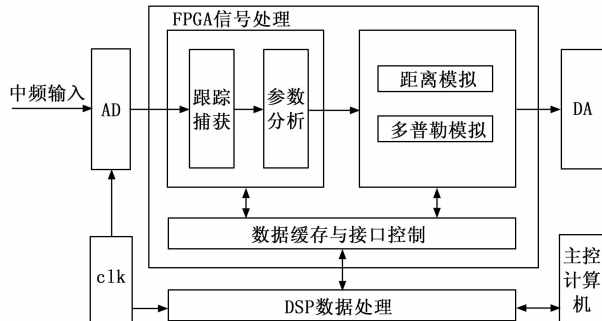 FPGA信号处理
中频输入
AD
跟踪
捕获
参数
分析
距离模拟
多普勒模拟
DA
数据缓存与接口控制
clk
DSP数据处理
主控
计算
机